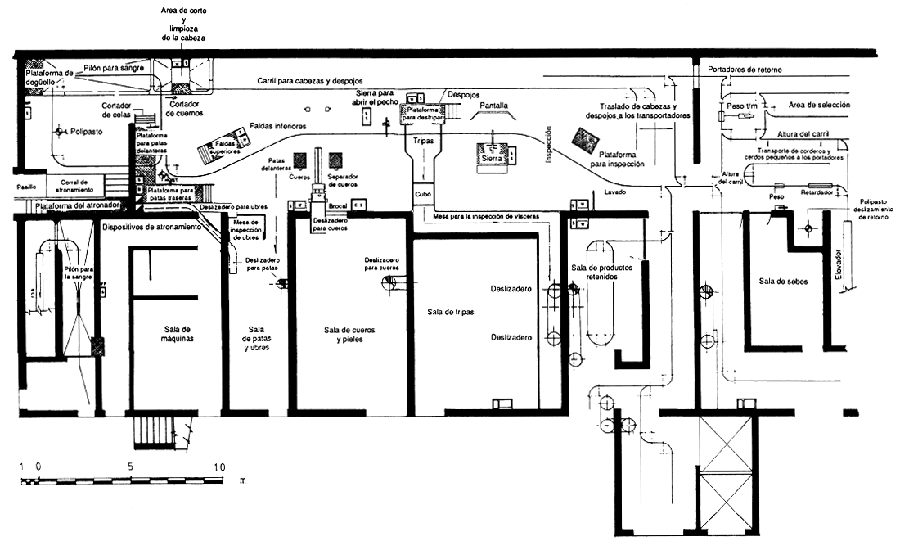 Area de corte
y
limpieza
de la cabeza
Plataforma de
degüello
Pilón para sangre
Carril para cabezas y despojos
Portadores de retorno
Cortador
de colas
Cortador
de cuernos
Sierra para
abrir el pecho
Despojos
Plataforma
para destripar
Pantalla
Traslado de cabezas y
despojos a los transportadores
Peso 1/m
Area de selección
Polipasto
Plataforma
para patas
delanteras
Faldas inferiores
Faldas
superiores
Tripas
Sierra
Inspección
Plataforma
para inspección
Altura del carril
Transporte de corderos y
cerdos pequeños a los portadores
Patas
delanteras
Cueros
Separador
de cueros
Pasillo
Corral de
atronamiento
Plataforma para
patas traseras
Cubo
Lavado
Altura
del carril
Peso
Retardador
Polipasto
deslizamiento
de retorno
Plataforma del atronador
Deslizadero para ubres
Brocal
Deslizadero
para cueros
Mesa para la inspección de vísceras
Dispositivos de atronamiento
Mesa de
inspección
de ubres
Pilón para
la sangre
Deslizadero
para patas
Deslizadero
para cueros
Sala de productos
retenidos
Sala de sebos
Elevador
Deslizadero
Sala de
máquinas
Sala
de patas
y ubres
Sala de cueros
y pieles
Sala de tripas
Deslizadero
1 0 5 10
m